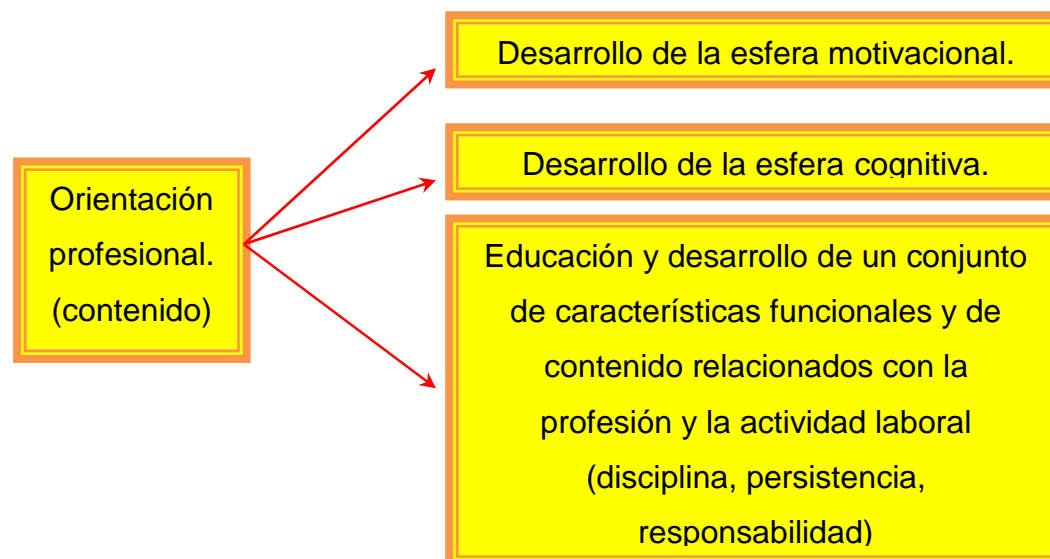 Orientación
profesional.
(contenido)
Desarrollo de la esfera motivacional.
Desarrollo de la esfera cognitiva.
Educación y desarrollo de un conjunto
de características funcionales y de
contenido relacionados con la
profesión y la actividad laboral
(disciplina, persistencia,
responsabilidad)